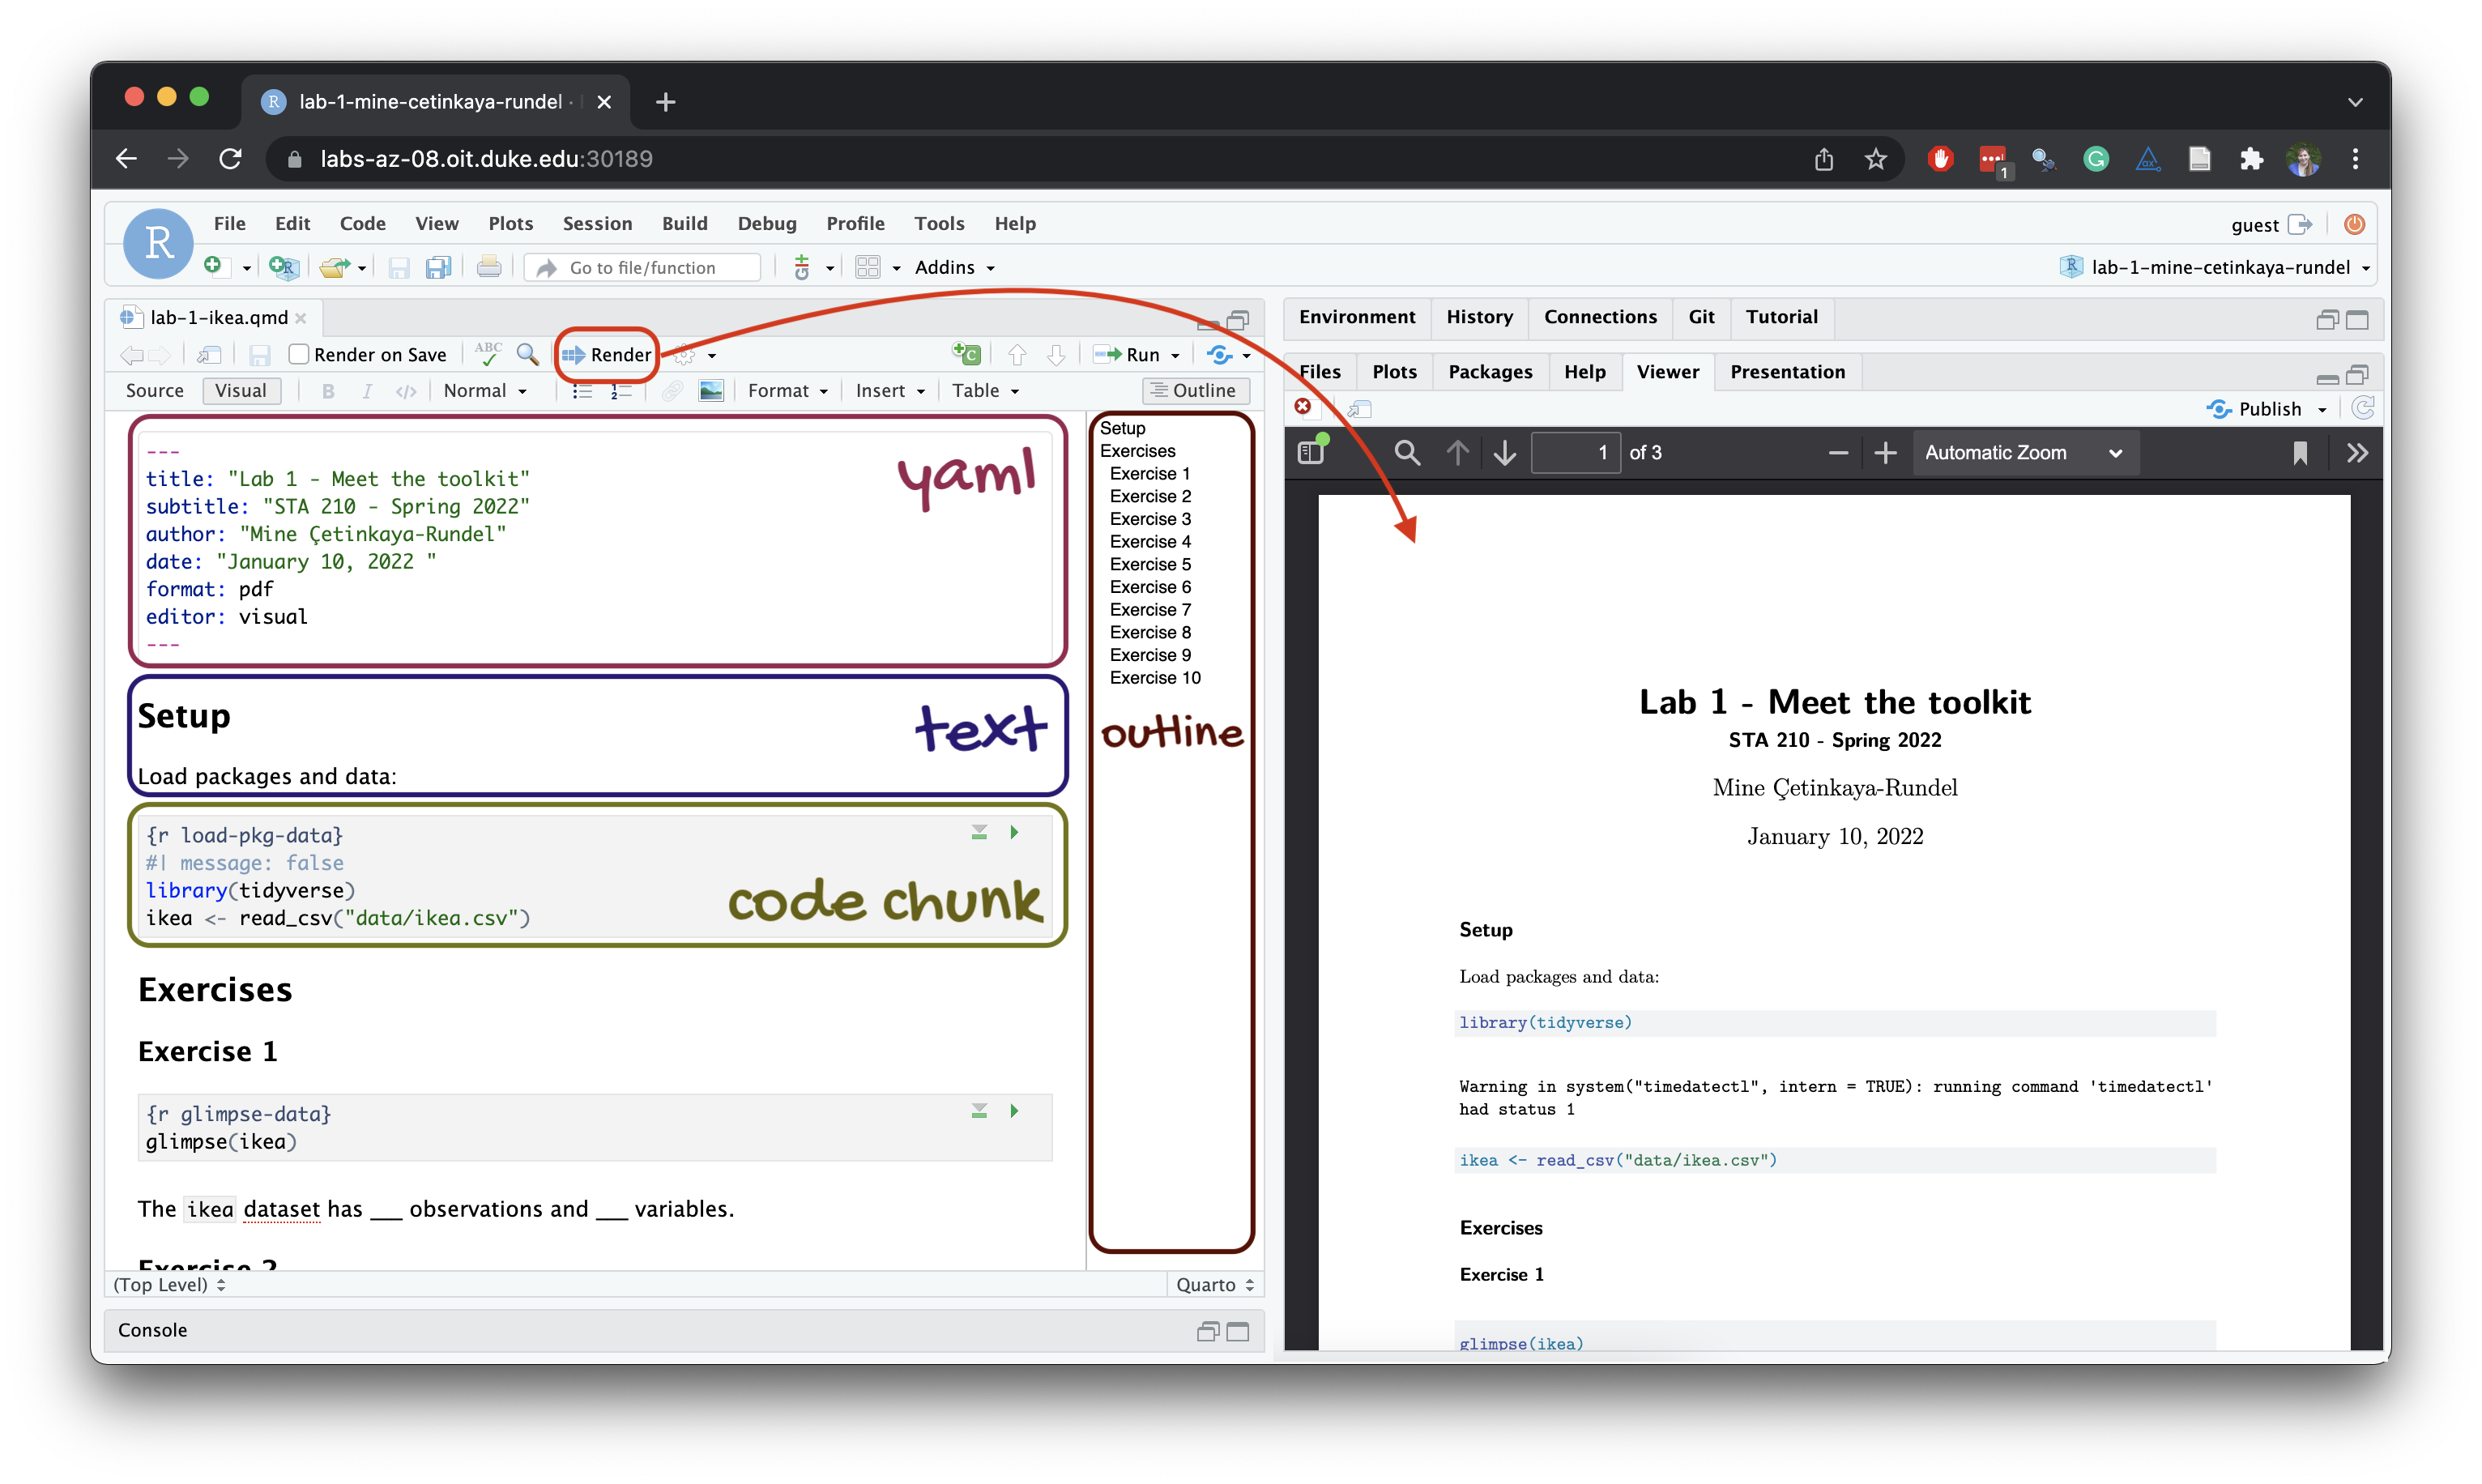 lab-1-mine-cetinkaya-rundel ·
labs-az-08.oit.duke.edu:30189
1
R
File Edit Code View Plots Session Build Debug Profile Tools Help
guest
Go to file/function
Addins
lab-1-mine-cetinkaya-rundel
lab-1-ikea.qmd
Render on Save
ABC
Render
Run
Source Visual B I </> Normal Format Insert Table Outline
---
title: "Lab 1 - Meet the toolkit"
subtitle: "STA 210 - Spring 2022"
author: "Mine Çetinkaya-Rundel"
date: "January 10, 2022 "
format: pdf
editor: visual
---
yaml
Setup
Load packages and data:
text
{r load-pkg-data}
#| message: false
library(tidyverse)
ikea <- read_csv("data/ikea.csv")
code chunk
Exercises
Exercise 1
{r glimpse-data}
glimpse(ikea)
The ikea dataset has ___ observations and ___ variables.
Exercise 2
(Top Level)
Quarto
Console
Setup
Exercises
Exercise 1
Exercise 2
Exercise 3
Exercise 4
Exercise 5
Exercise 6
Exercise 7
Exercise 8
Exercise 9
Exercise 10
outline
Environment History Connections Git Tutorial
Files Plots Packages Help Viewer Presentation
Publish
1 of 3
Automatic Zoom
Lab 1 - Meet the toolkit
STA 210 - Spring 2022
Mine Çetinkaya-Rundel
January 10, 2022
Setup
Load packages and data:
library(tidyverse)
Warning in system("timedatectl", intern = TRUE): running command 'timedatectl'
had status 1
ikea <- read_csv("data/ikea.csv")
Exercises
Exercise 1
glimpse(ikea)